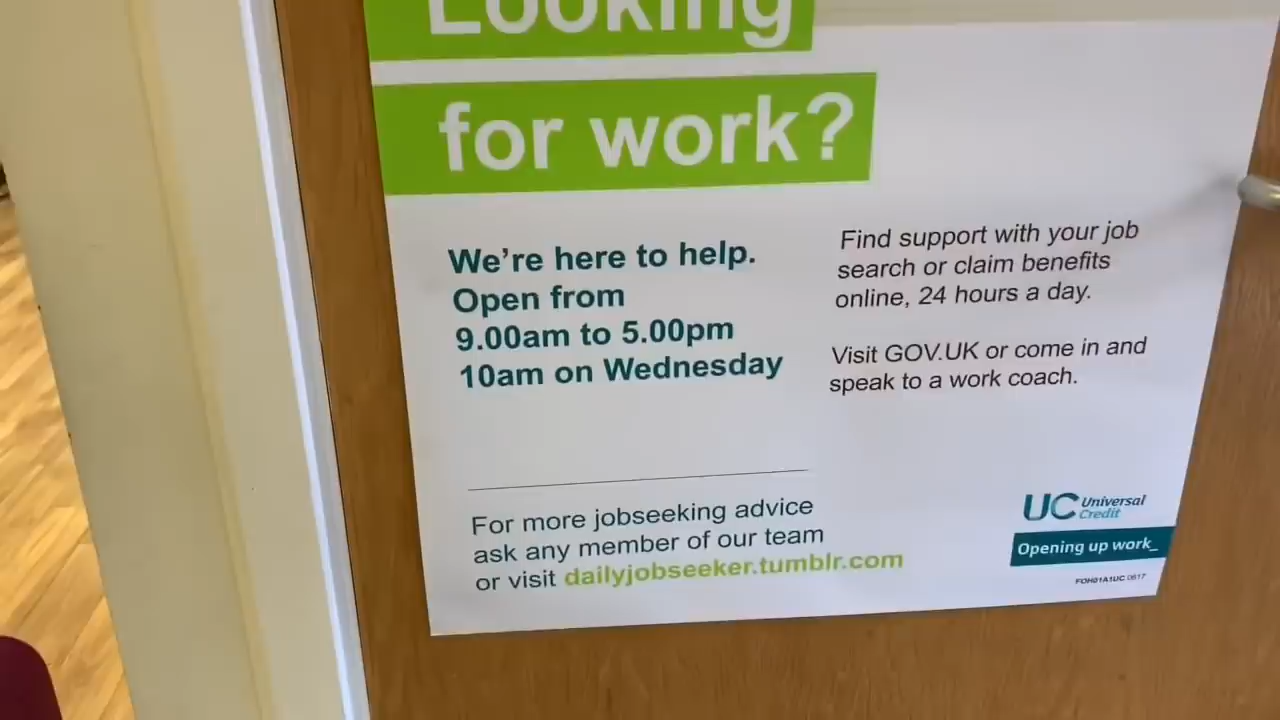 Looking
for work?
We're here to help.
Open from
9.00am to 5.00pm
10am on Wednesday
Find support with your job
search or claim benefits
online, 24 hours a day.
Visit GOV.UK or come in and
speak to a work coach.
For more jobseeking advice
ask any member of our team
or visit dailyjobseeker.tumblr.com
UC Universal
Credit
Opening up work_
FOH01A1UC 0617